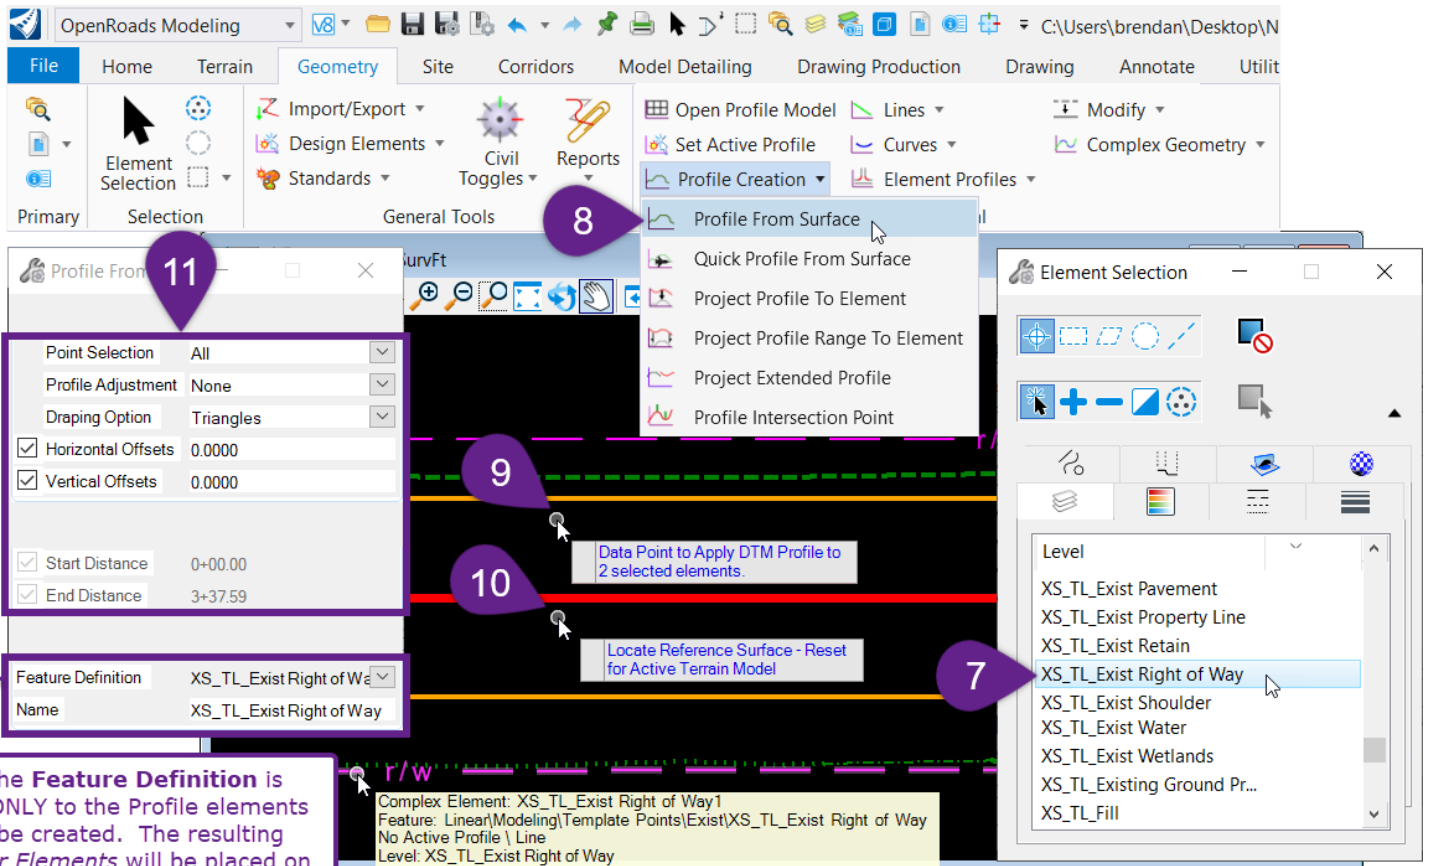 OpenRoads Modeling
V8
C:\Users\brendan\Desktop\N
File Home Terrain Geometry Site Corridors Model Detailing Drawing Production Drawing Annotate Utilit
Import/Export
Open Profile Model
Lines
Modify
Design Elements
Set Active Profile
Curves
Complex Geometry
Standards
Profile Creation
Element Profiles
Element
Selection
Civil
Toggles
Reports
Primary
Selection
General Tools
8
Profile From Surface
Quick Profile From Surface
Project Profile To Element
Project Profile Range To Element
Project Extended Profile
Profile Intersection Point
11
Profile Fro
SurvFt
Point Selection All
Profile Adjustment None
Draping Option Triangles
Horizontal Offsets 0.0000
Vertical Offsets 0.0000
Start Distance 0+00.00
End Distance 3+37.59
Feature Definition XS_TL_Exist Right of Wa
Name XS_TL_Exist Right of Way
9
Data Point to Apply DTM Profile to
2 selected elements.
10
Locate Reference Surface - Reset
for Active Terrain Model
r/
r/w
Complex Element: XS_TL_Exist Right of Way1
Feature: Linear\Modeling\Template Points\Exist\XS_TL_Exist Right of Way
No Active Profile \ Line
Level: XS_TL_Exist Right of Way
he Feature Definition is
ONLY to the Profile elements
be created. The resulting
r Elements will be placed on
Element Selection
Level
XS_TL_Exist Pavement
XS_TL_Exist Property Line
XS_TL_Exist Retain
7
XS_TL_Exist Right of Way
XS_TL_Exist Shoulder
XS_TL_Exist Water
XS_TL_Exist Wetlands
XS_TL_Existing Ground Pr...
XS_TL_Fill